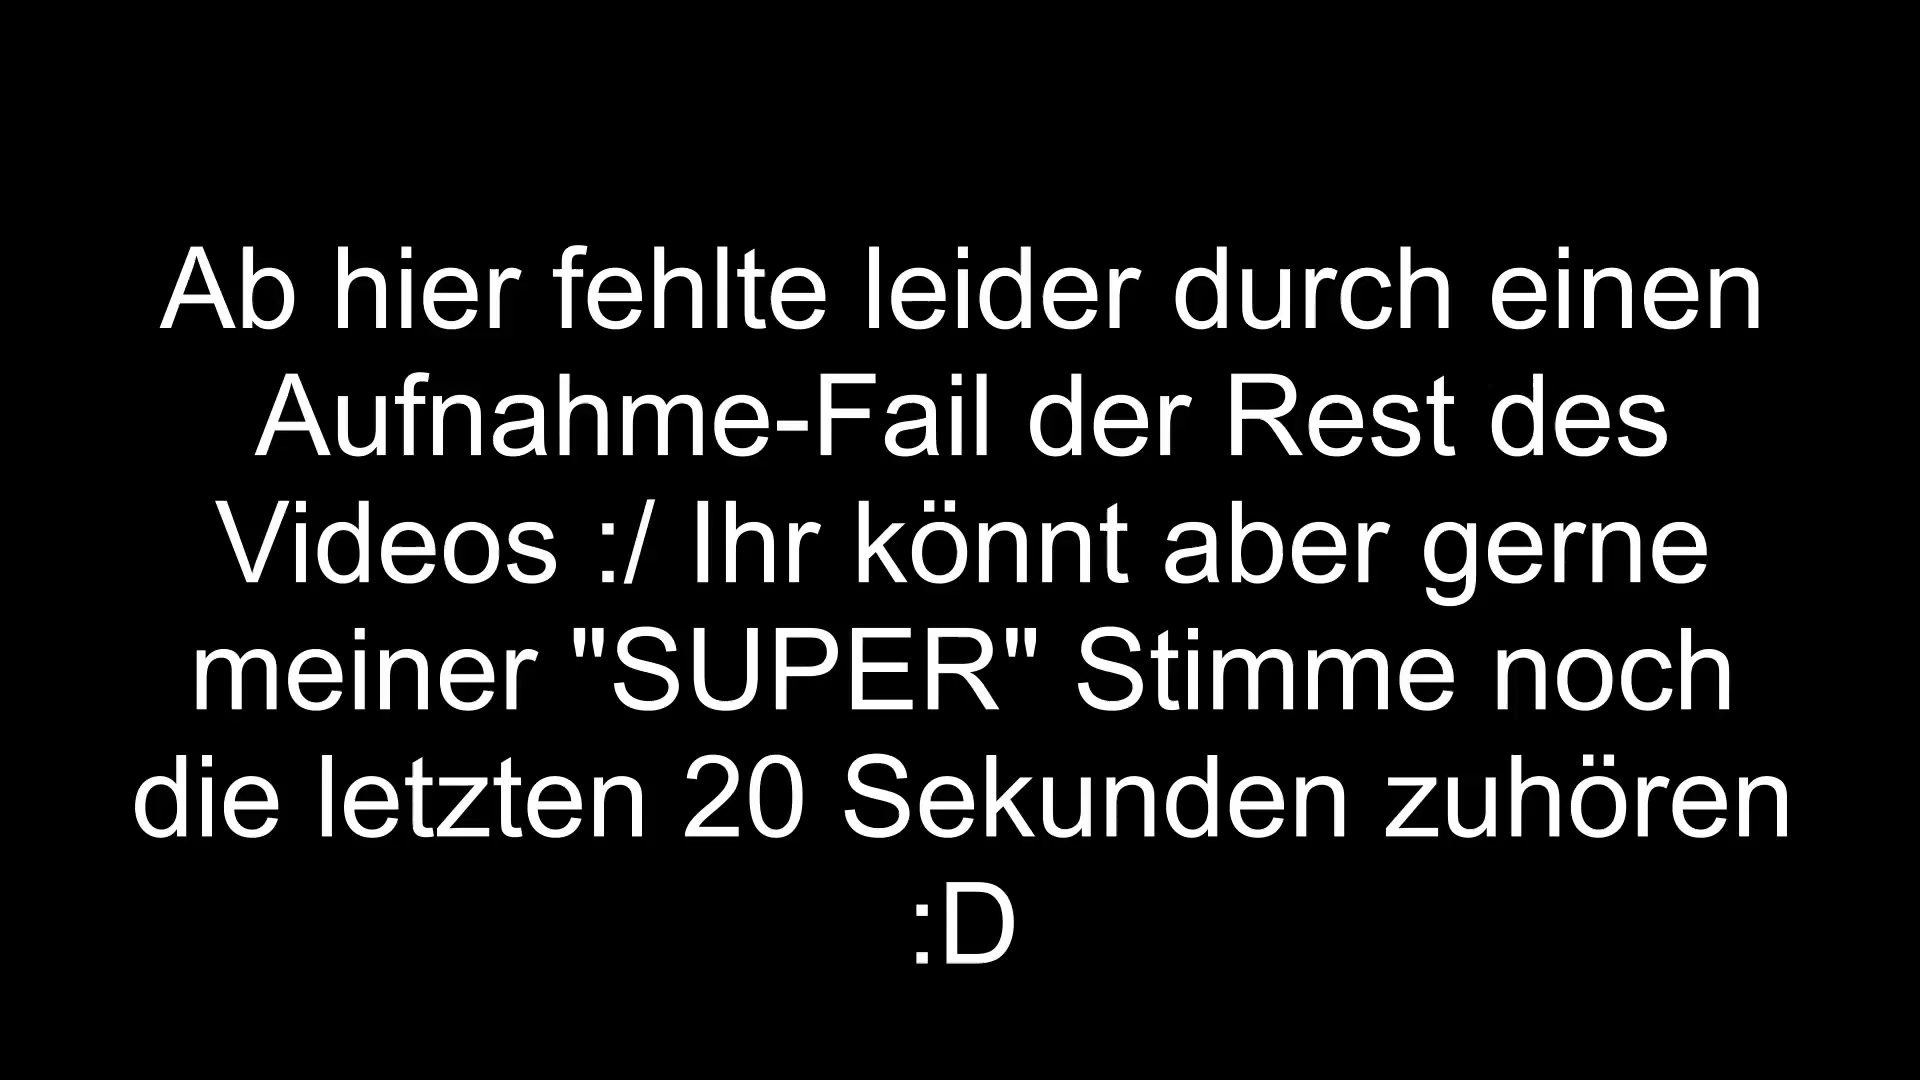 Ab hier fehlte leider durch einen
Aufnahme-Fail der Rest des
Videos :/ Ihr könnt aber gerne
meiner "SUPER" Stimme noch
die letzten 20 Sekunden zuhören
:D